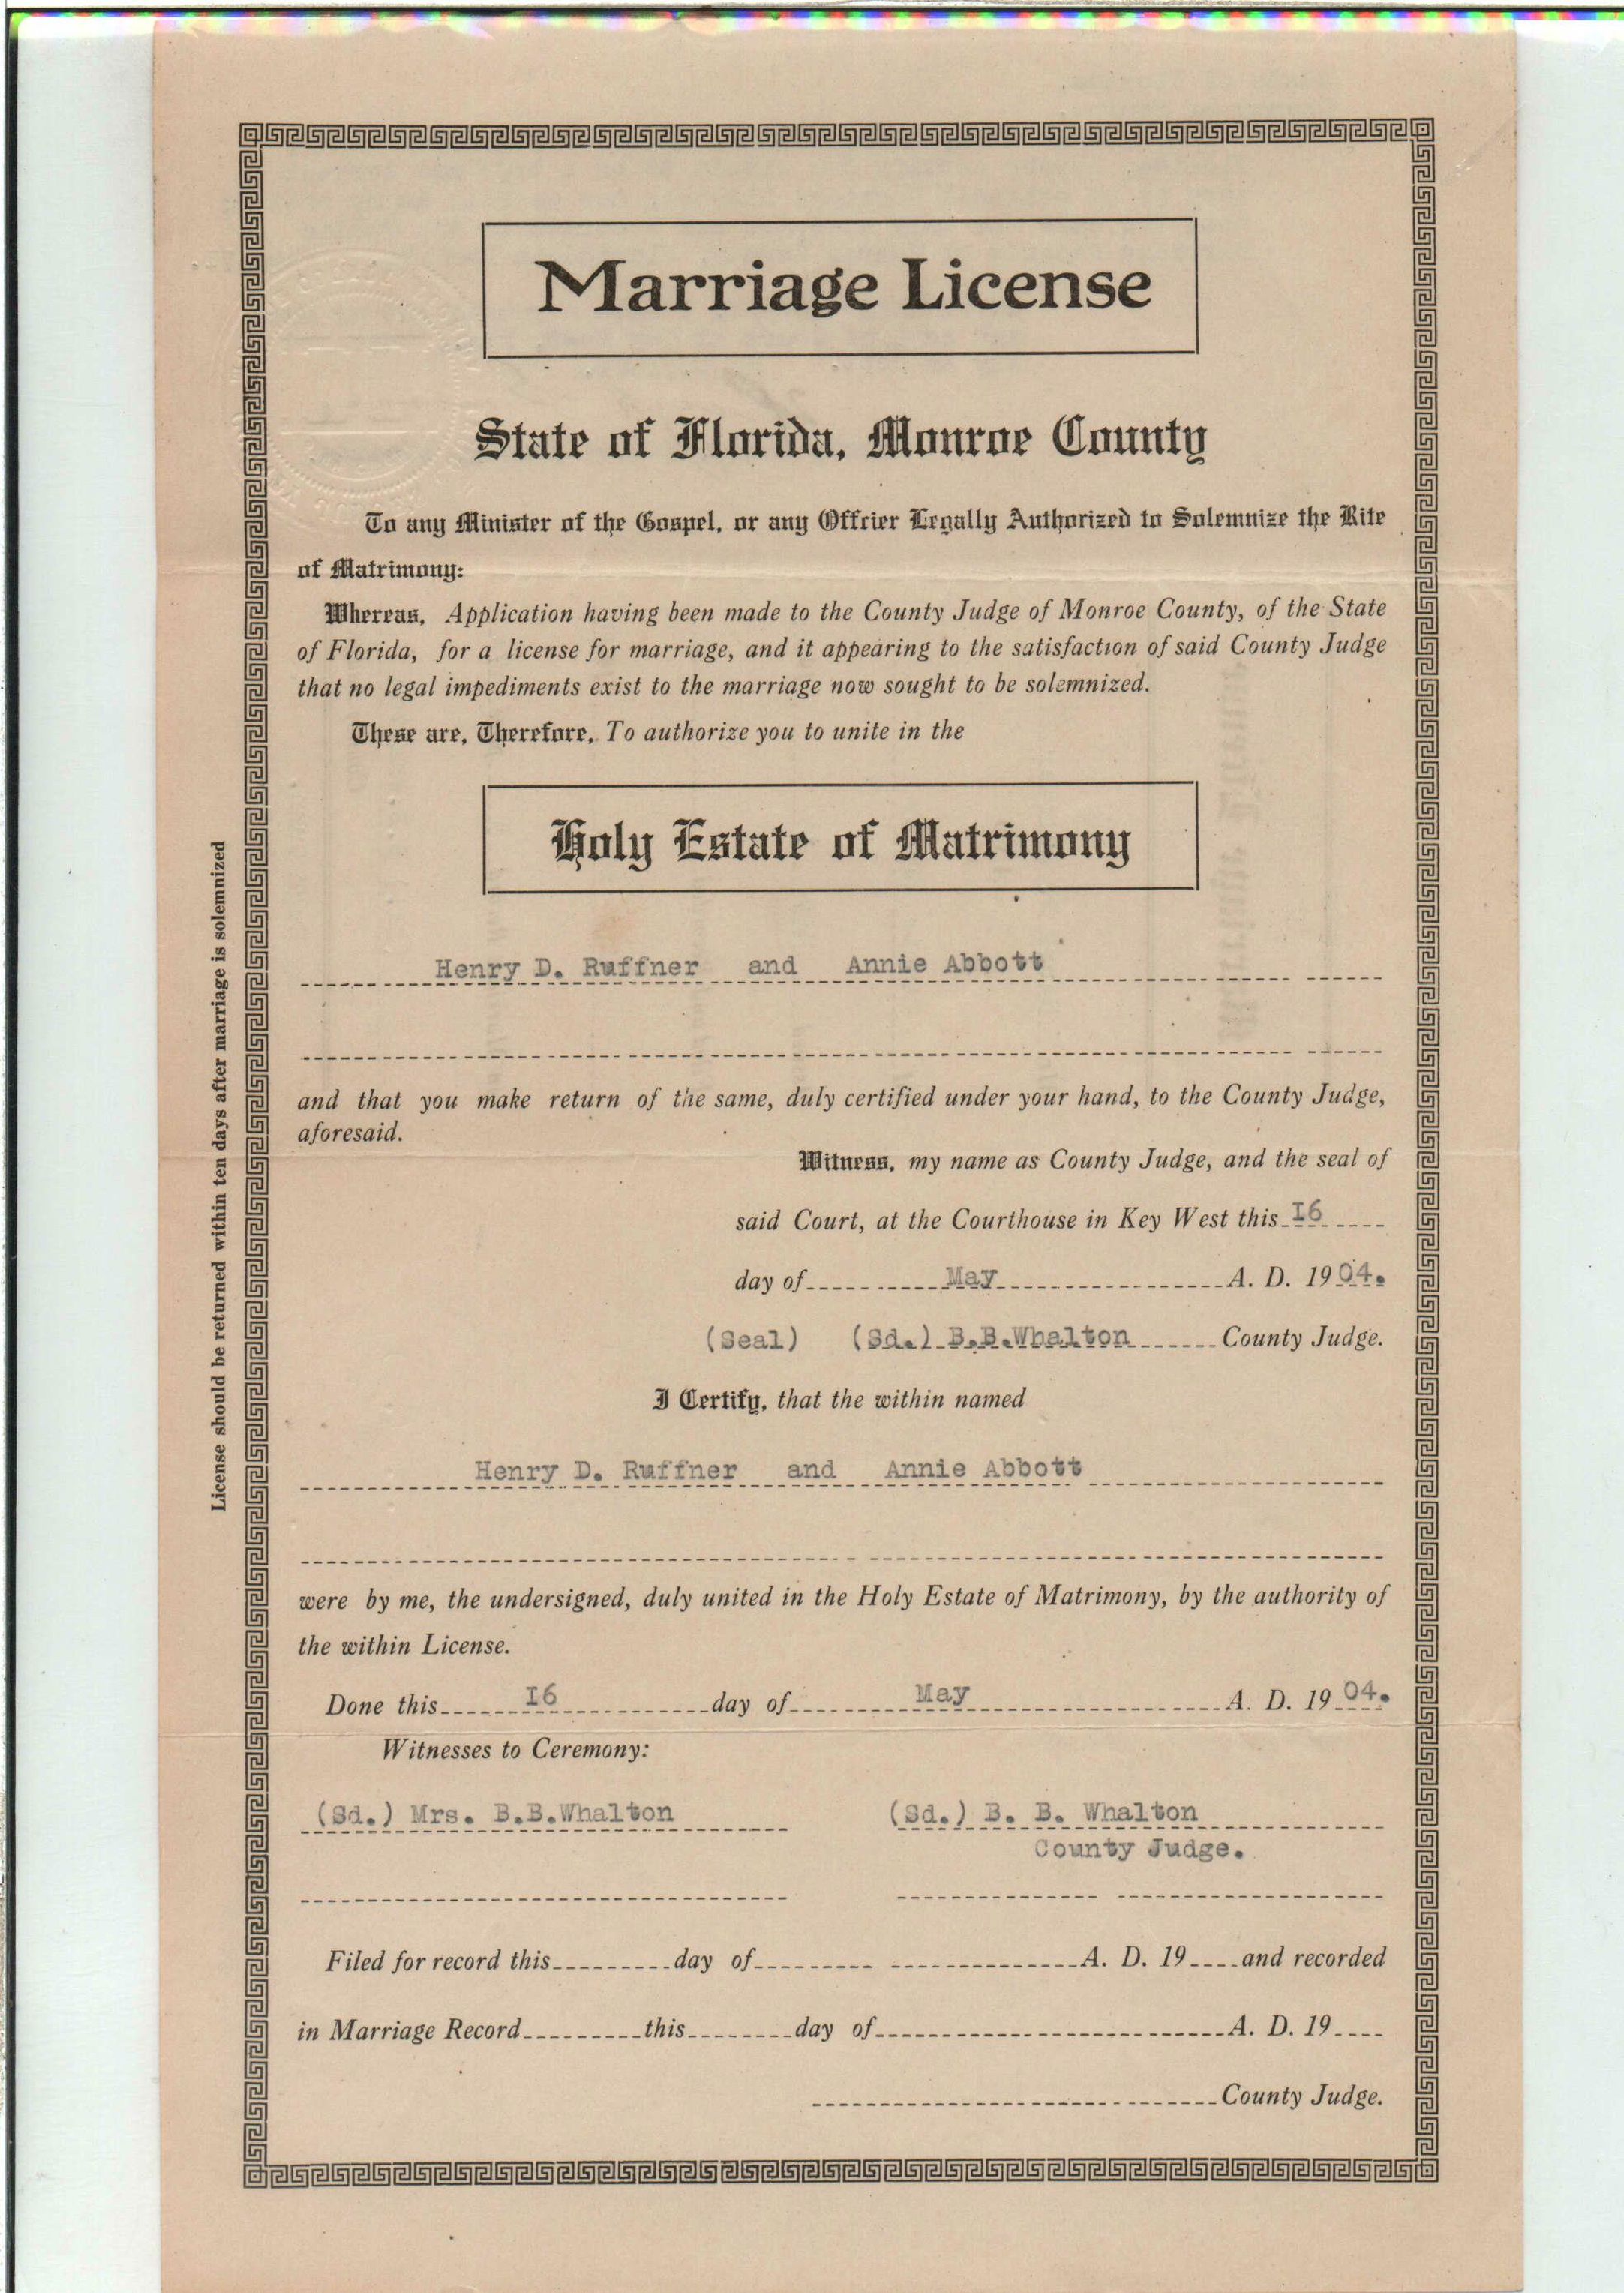 Marriage License
State of Florida, Monroe County
To any Minister of the Gospel, or any Officer Legally Authorized to Solemnize the Rite
of Matrimony:
Whereas, Application having been made to the County Judge of Monroe County, of the State
of Florida, for a license for marriage, and it appearing to the satisfaction of said County Judge
that no legal impediments exist to the marriage now sought to be solemnized.
These are, Therefore, To authorize you to unite in the
Holy Estate of Matrimony
Henry D. Ruffner and Annie Abbott
and that you make return of the same, duly certified under your hand, to the County Judge,
aforesaid.
Witness, my name as County Judge, and the seal of
said Court, at the Courthouse in Key West this I6
day of May A. D. 1904.
(Seal) (Sd.) B.B.Whalton County Judge.
I Certify, that the within named
Henry D. Ruffner and Annie Abbott
were by me, the undersigned, duly united in the Holy Estate of Matrimony, by the authority of
the within License.
Done this I6 day of May A. D. 1904.
Witnesses to Ceremony:
(Sd.) Mrs. B.B.Whalton (Sd.) B. B. Whalton
County Judge.
Filed for record this day of A. D. 19 and recorded
in Marriage Record this day of A. D. 19
County Judge.
License should be returned within ten days after marriage is solemnized